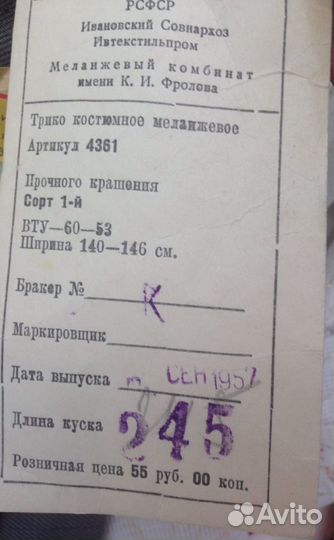 РСФСР
Ивановский Совнархоз
Ивтекстильпром
Меланжевый комбинат
имени К. И. Фролова
Трико костюмное меланжевое
Артикул 4361
Прочного крашения
Сорт 1-й
ВТУ—60—53
Ширина 140—146 см.
Бракер № К
Маркировщик
Дата выпуска СЕН 1957
Длина куска 245
Розничная цена 55 руб. 00 коп.
Avito